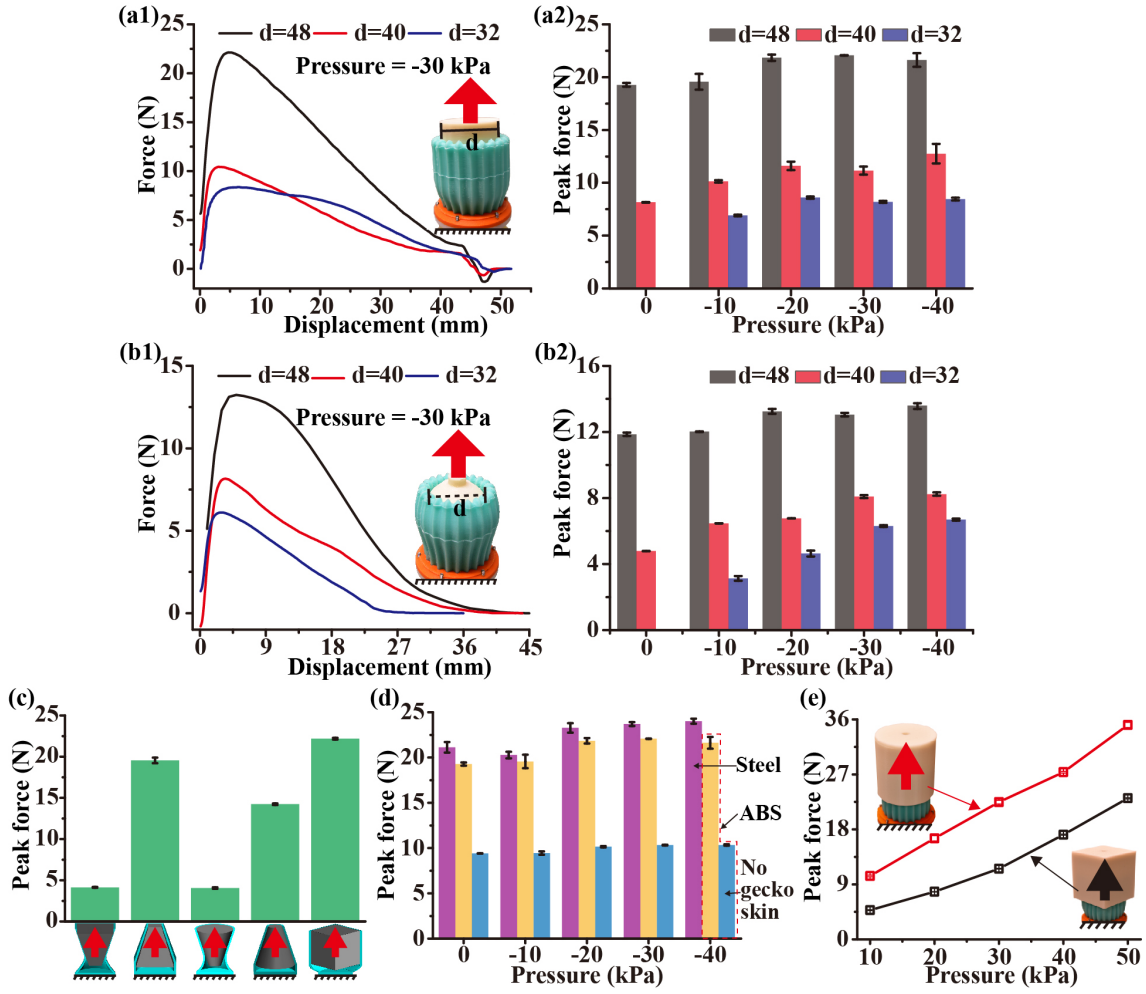 (a1)
d=48 d=40 d=32
Pressure = -30 kPa
d
Force (N)
25
20
15
10
5
0
0 10 20 30 40 50
Displacement (mm)
(a2)
d=48 d=40 d=32
Peak force (N)
25
22
17
13
9
4
0
0 -10 -20 -30 -40
Pressure (kPa)
(b1)
d=48 d=40 d=32
Pressure = -30 kPa
d
Force (N)
15
10
5
0
0 9 18 27 36 45
Displacement (mm)
(b2)
d=48 d=40 d=32
Peak force (N)
16
12
8
4
0
0 -10 -20 -30 -40
Pressure (kPa)
(c)
Peak force (N)
25
20
15
10
5
0
(d)
Peak force (N)
25
20
15
10
5
0
Steel
ABS
No
gecko
skin
0 -10 -20 -30 -40
Pressure (kPa)
(e)
Peak force (N)
36
27
18
9
0
10 20 30 40 50
Pressure (kPa)